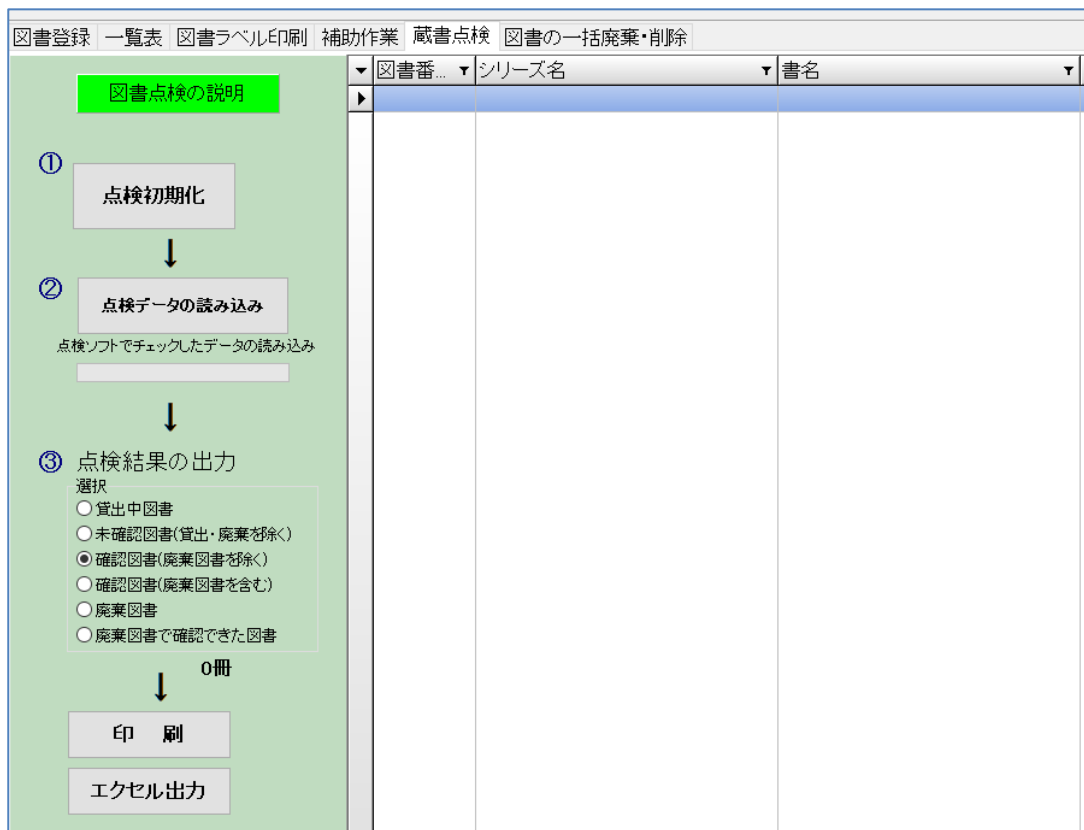 図書登録 一覧表 図書ラベル印刷 補助作業 蔵書点検 図書の一括廃棄・削除
図書番... シリーズ名 書名
図書点検の説明
①
点検初期化
↓
②
点検データの読み込み
点検ソフトでチェックしたデータの読み込み
↓
③ 点検結果の出力
選択
貸出中図書
未確認図書(貸出・廃棄を除く)
確認図書(廃棄図書を除く)
確認図書(廃棄図書を含む)
廃棄図書
廃棄図書で確認できた図書
0冊
↓
印 刷
エクセル出力